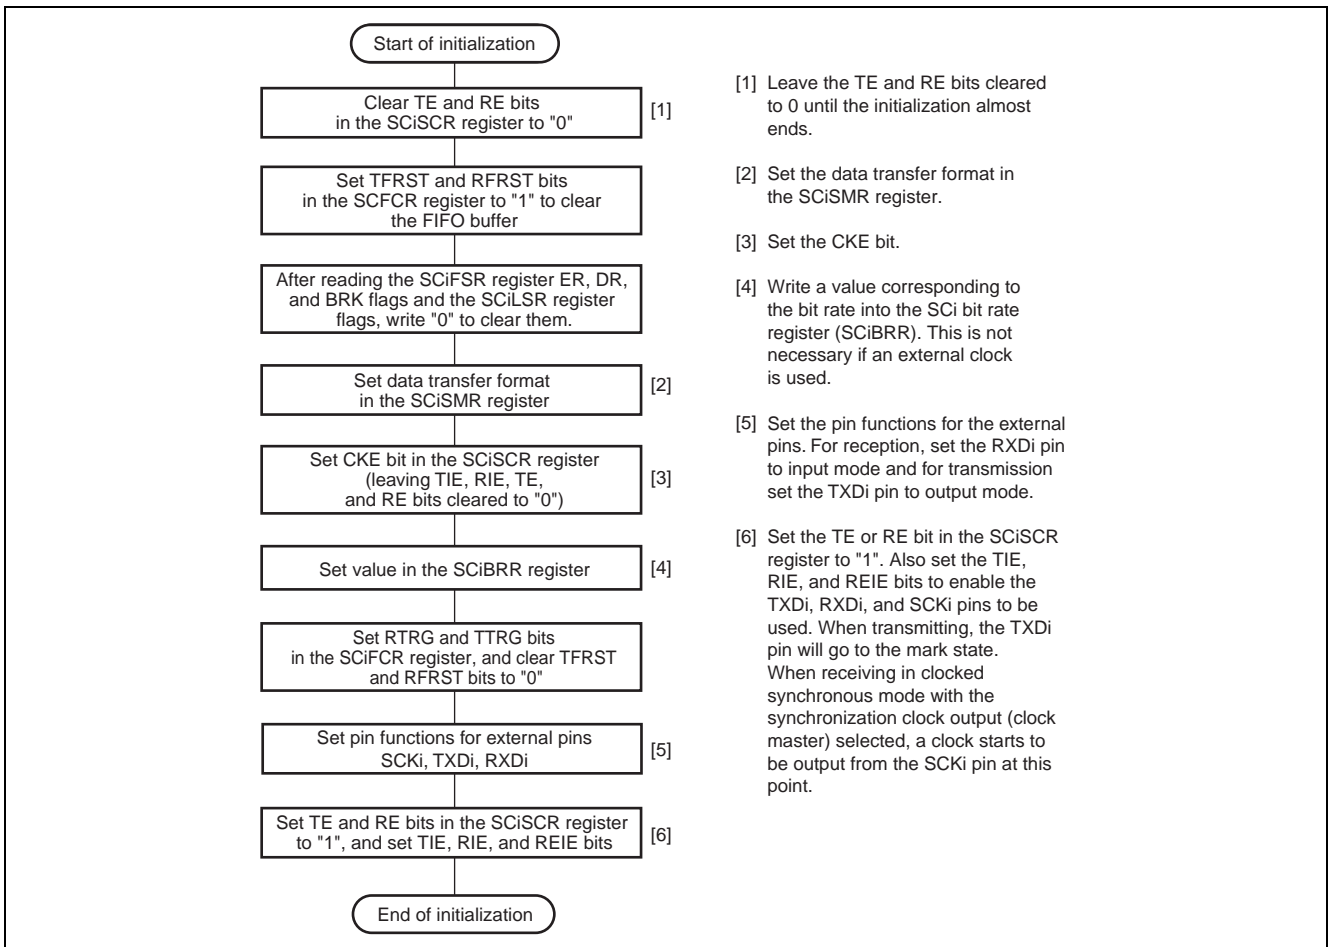 Start of initialization
Clear TE and RE bits
in the SCiSCR register to "0"
[1]
Set TFRST and RFRST bits
in the SCFCR register to "1" to clear
the FIFO buffer
After reading the SCiFSR register ER, DR,
and BRK flags and the SCiLSR register
flags, write "0" to clear them.
Set data transfer format
in the SCiSMR register
[2]
Set CKE bit in the SCiSCR register
(leaving TIE, RIE, TE,
and RE bits cleared to "0")
[3]
Set value in the SCiBRR register
[4]
Set RTRG and TTRG bits
in the SCiFCR register, and clear TFRST
and RFRST bits to "0"
Set pin functions for external pins
SCKi, TXDi, RXDi
[5]
Set TE and RE bits in the SCiSCR register
to "1", and set TIE, RIE, and REIE bits
[6]
End of initialization
[1] Leave the TE and RE bits cleared
to 0 until the initialization almost
ends.
[2] Set the data transfer format in
the SCiSMR register.
[3] Set the CKE bit.
[4] Write a value corresponding to
the bit rate into the SCi bit rate
register (SCiBRR). This is not
necessary if an external clock
is used.
[5] Set the pin functions for the external
pins. For reception, set the RXDi pin
to input mode and for transmission
set the TXDi pin to output mode.
[6] Set the TE or RE bit in the SCiSCR
register to "1". Also set the TIE,
RIE, and REIE bits to enable the
TXDi, RXDi, and SCKi pins to be
used. When transmitting, the TXDi
pin will go to the mark state.
When receiving in clocked
synchronous mode with the
synchronization clock output (clock
master) selected, a clock starts to
be output from the SCKi pin at this
point.